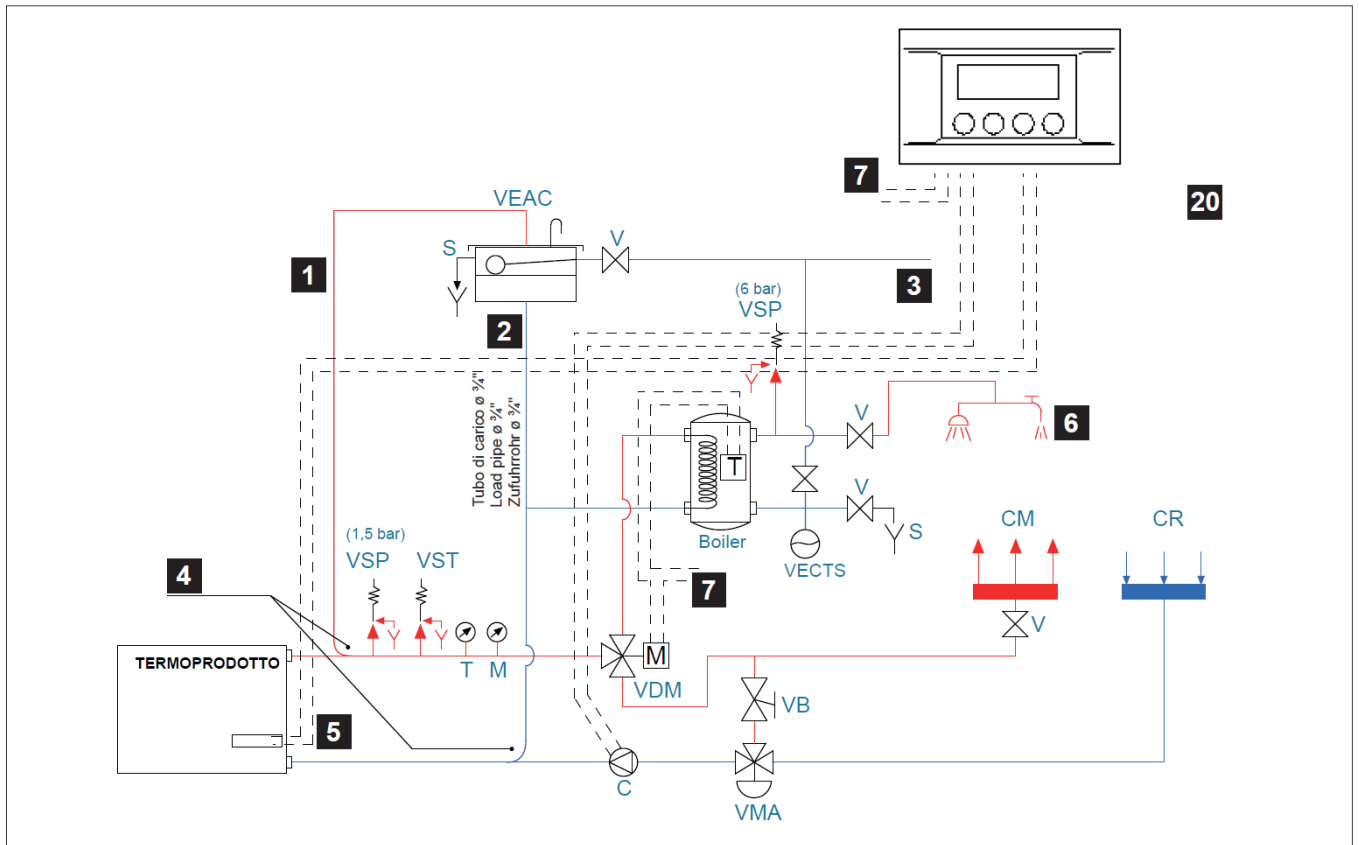 7
20
VEAC
S
V
1
3
2
(6 bar)
VSP
Tubo di carico ø ¾"
Load pipe ø ¾"
Zufuhrrohr ø ¾"
V
6
T
V
S
Boiler
VECTS
CM
CR
(1,5 bar)
VSP
VST
4
7
V
TERMOPRODOTTO
T
M
M
VDM
VB
5
C
VMA